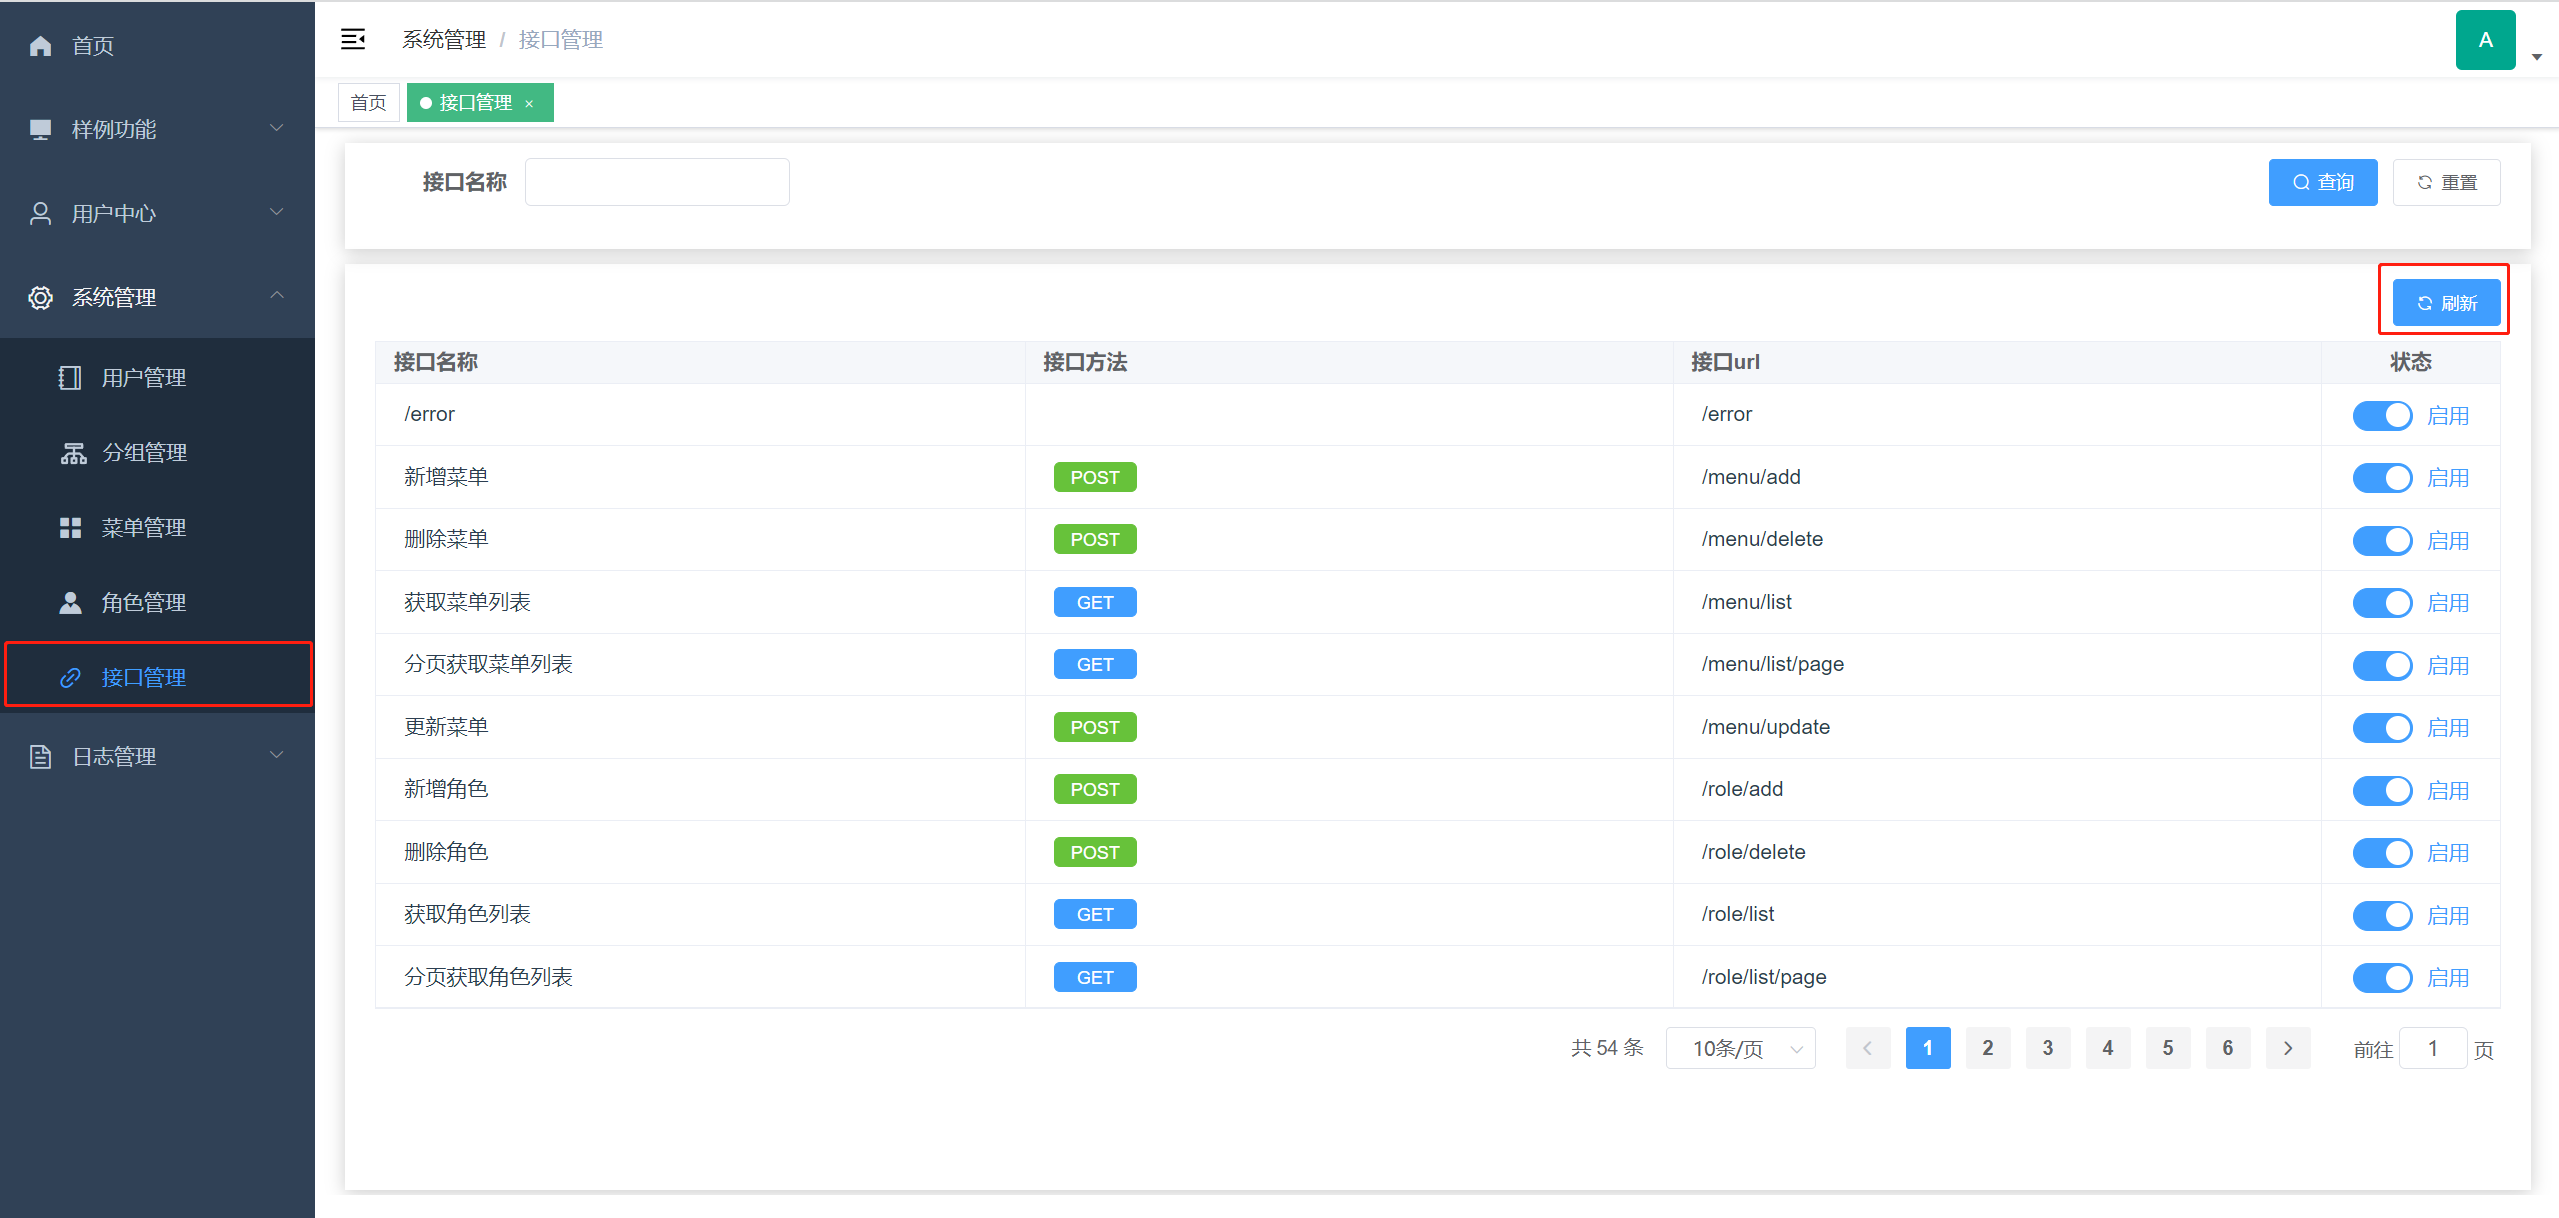 首页
样例功能
用户中心
系统管理
用户管理
分组管理
菜单管理
角色管理
接口管理
日志管理
系统管理 / 接口管理
A
首页 接口管理 ×
接口名称 查询 重置
刷新
接口名称 接口方法 接口url 状态
/error /error 启用
新增菜单 POST /menu/add 启用
删除菜单 POST /menu/delete 启用
获取菜单列表 GET /menu/list 启用
分页获取菜单列表 GET /menu/list/page 启用
更新菜单 POST /menu/update 启用
新增角色 POST /role/add 启用
删除角色 POST /role/delete 启用
获取角色列表 GET /role/list 启用
分页获取角色列表 GET /role/list/page 启用
共 54 条 10条/页 1 2 3 4 5 6 前往 1 页